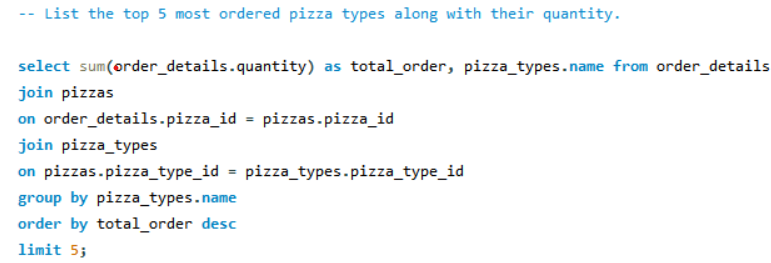 -- List the top 5 most ordered pizza types along with their quantity.
select sum(order_details.quantity) as total_order, pizza_types.name from order_details
join pizzas
on order_details.pizza_id = pizzas.pizza_id
join pizza_types
on pizzas.pizza_type_id = pizza_types.pizza_type_id
group by pizza_types.name
order by total_order desc
limit 5;